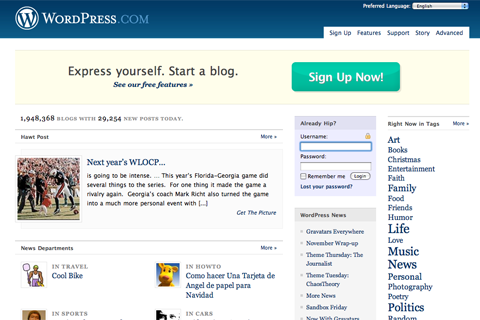 Preferred Language: English
WORDPRESS.COM
Sign Up Features Support Story Advanced
Express yourself. Start a blog.
See our free features »
Sign Up Now!
1,948,368 BLOGS WITH 29,254 NEW POSTS TODAY.
Hawt Post More »
Next year's WLOCP...
is going to be intense. ... This year's Florida-Georgia game did
several things to the series. For one thing it made the game a
rivalry again. Georgia's coach Mark Richt also turned the game
into a much more personal event with [...]
Get The Picture
News Departments More »
IN TRAVEL
Cool Bike
IN HOWTO
Como hacer Una Tarjeta de
Angel de papel para
Navidad
IN SPORTS
IN CARS
Already Hip?
Username:
Password:
Remember me Login
Lost your password?
WordPress News
Gravatars Everywhere
November Wrap-up
Theme Thursday: The
Journalist
Theme Tuesday:
ChaosTheory
More News
Sandbox Friday
Now With Gravatars
Right Now in Tags More »
Art
Books
Christmas
Entertainment
Faith
Family
Food
Friends
Humor
Life
Love
Music
News
Personal
Photography
Poetry
Politics
Random